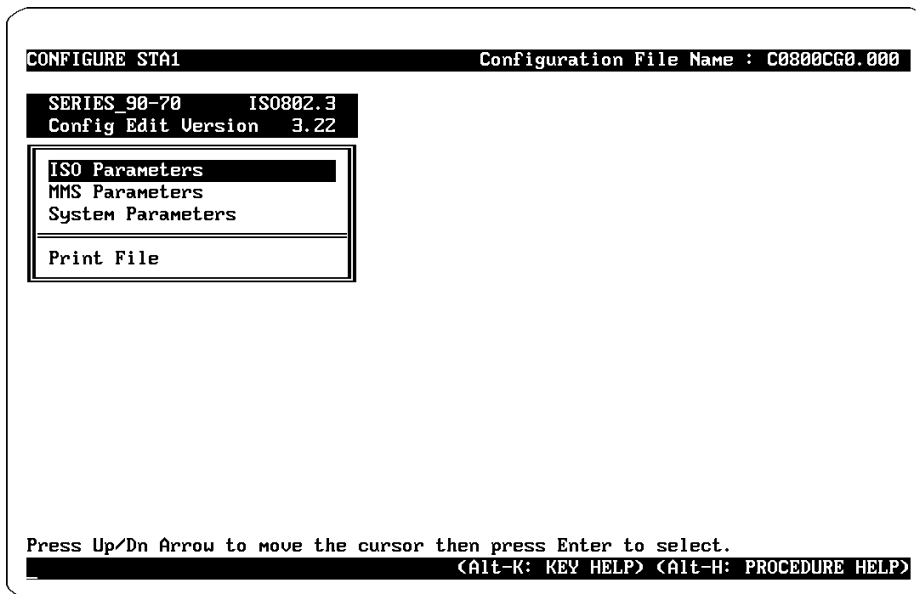 CONFIGURE STA1 Configuration File Name : C0800CG0.000
SERIES_90-70 ISO802.3
Config Edit Version 3.22
ISO Parameters
MMS Parameters
System Parameters
Print File
Press Up/Dn Arrow to move the cursor then press Enter to select.
(Alt-K: KEY HELP) (Alt-H: PROCEDURE HELP)